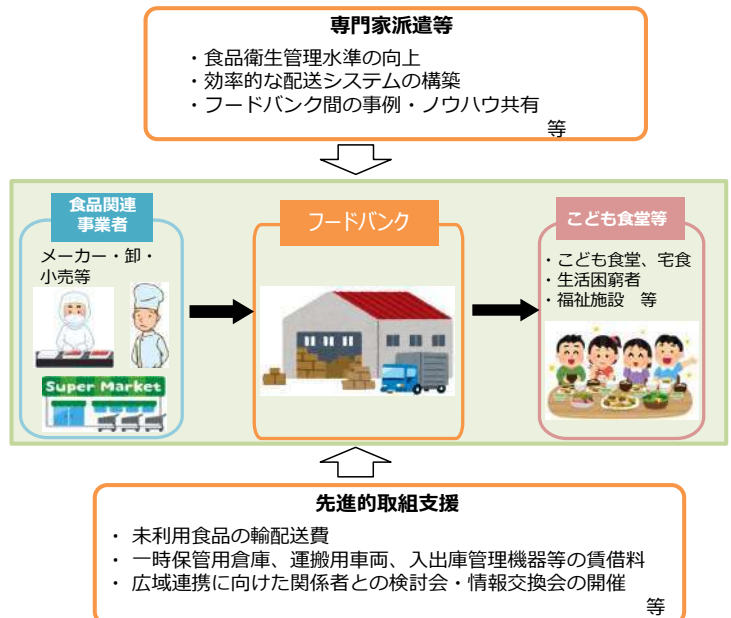 専門家派遣等
・食品衛生管理水準の向上
・効率的な配送システムの構築
・フードバンク間の事例・ノウハウ共有
等
食品関連
事業者
メーカー・卸・
小売等
Super Market
フードバンク
こども食堂等
・こども食堂、宅食
・生活困窮者
・福祉施設　等
先進的取組支援
・ 未利用食品の輸配送費
・ 一時保管用倉庫、運搬用車両、入出庫管理機器等の賃借料
・ 広域連携に向けた関係者との検討会・情報交換会の開催
等